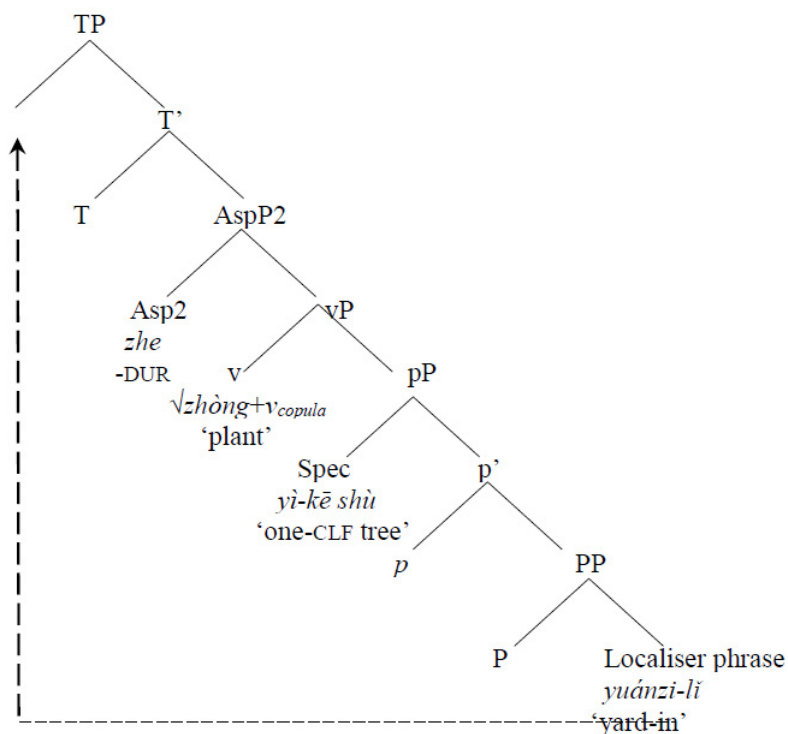 TP
T’
T
AspP2
Asp2
zhe
-DUR
vP
v
√zhòng+vcopula
‘plant’
pP
Spec
yì-kē shù
‘one-CLF tree’
p’
p
PP
P
Localiser phrase
yuánzi-lǐ
‘yard-in’